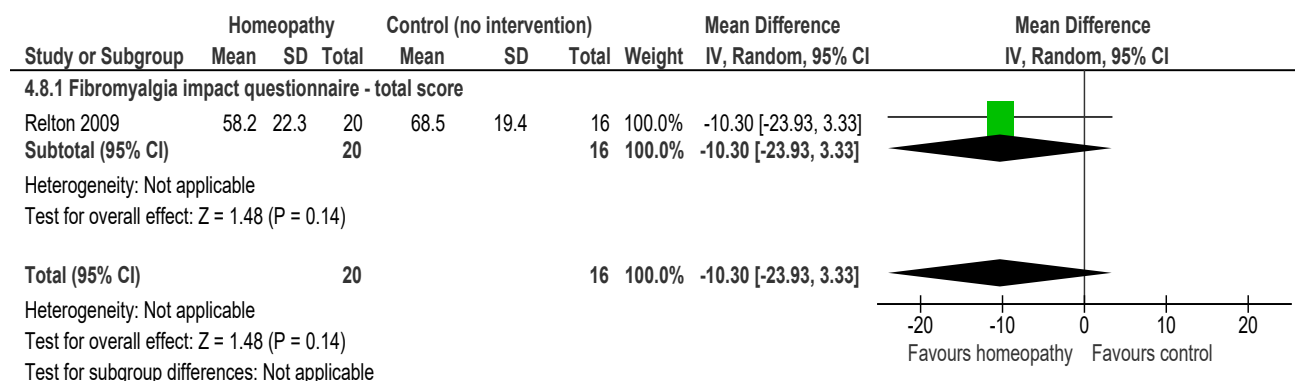 Homeopathy Control (no intervention) Mean Difference Mean Difference
Study or Subgroup Mean SD Total Mean SD Total Weight IV, Random, 95% CI IV, Random, 95% CI
4.8.1 Fibromyalgia impact questionnaire - total score
Relton 2009 58.2 22.3 20 68.5 19.4 16 100.0% -10.30 [-23.93, 3.33]
Subtotal (95% CI) 20 16 100.0% -10.30 [-23.93, 3.33]
Heterogeneity: Not applicable
Test for overall effect: Z = 1.48 (P = 0.14)
Total (95% CI) 20 16 100.0% -10.30 [-23.93, 3.33]
Heterogeneity: Not applicable
Test for overall effect: Z = 1.48 (P = 0.14)
Test for subgroup differences: Not applicable
-20 -10 0 10 20
Favours homeopathy Favours control